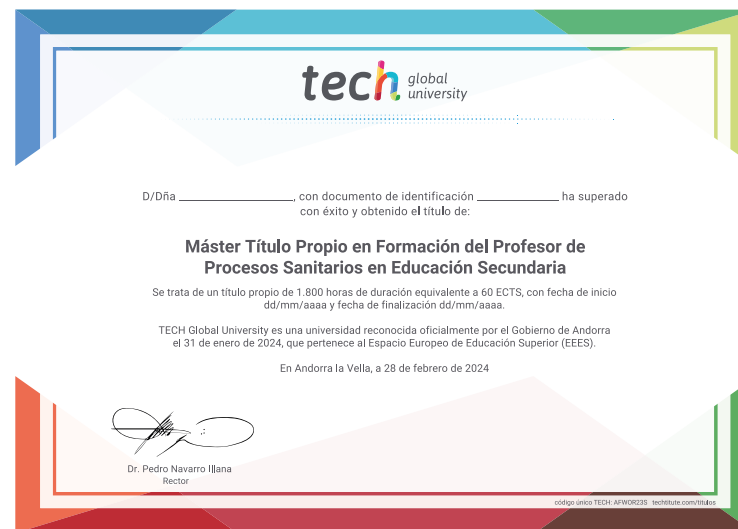 tech global university
D/Dña ________________, con documento de identificación ____________ ha superado
con éxito y obtenido el título de:
Máster Título Propio en Formación del Profesor de
Procesos Sanitarios en Educación Secundaria
Se trata de un título propio de 1.800 horas de duración equivalente a 60 ECTS, con fecha de inicio
dd/mm/aaaa y fecha de finalización dd/mm/aaaa.
TECH Global University es una universidad reconocida oficialmente por el Gobierno de Andorra
el 31 de enero de 2024, que pertenece al Espacio Europeo de Educación Superior (EEES).
En Andorra la Vella, a 28 de febrero de 2024
Dr. Pedro Navarro Illana
Rector
código único TECH: AFWOR23S techtitute.com/titulos